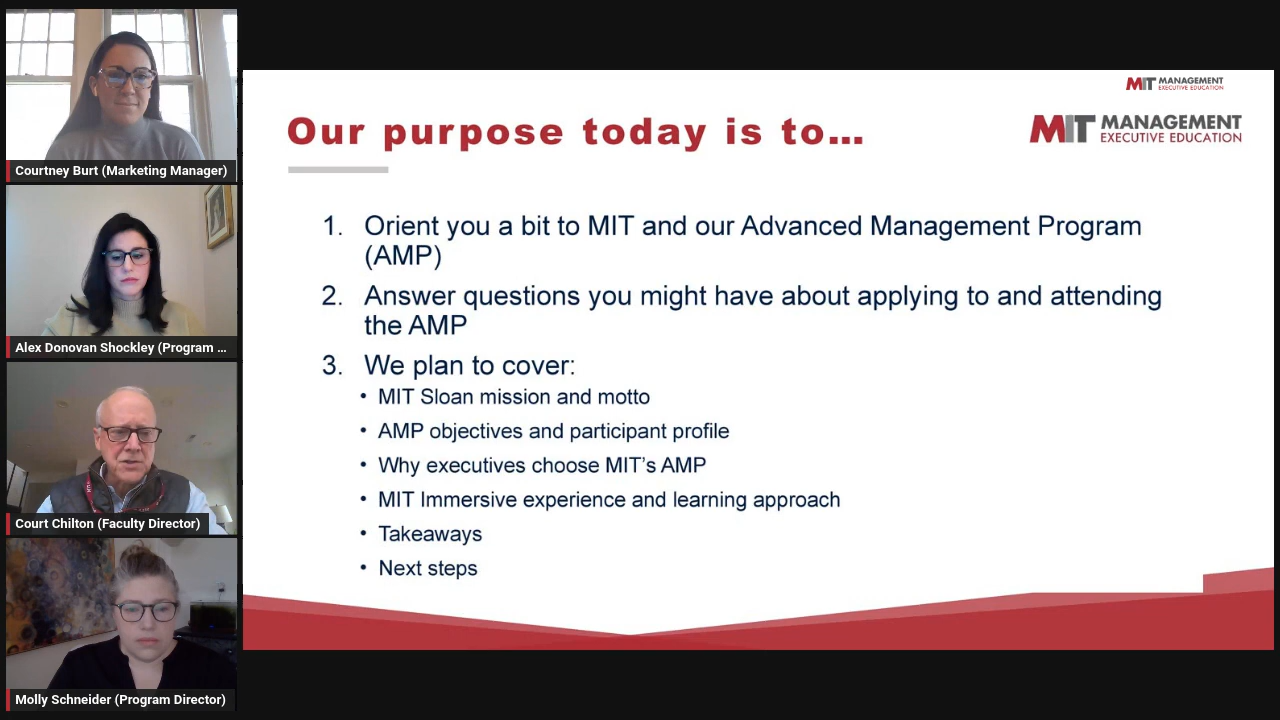 Courtney Burt (Marketing Manager)
Alex Donovan Shockley (Program ...
Court Chilton (Faculty Director)
Molly Schneider (Program Director)
MIT MANAGEMENT
EXECUTIVE EDUCATION
MIT MANAGEMENT
EXECUTIVE EDUCATION
Our purpose today is to...
1. Orient you a bit to MIT and our Advanced Management Program
(AMP)
2. Answer questions you might have about applying to and attending
the AMP
3. We plan to cover:
• MIT Sloan mission and motto
• AMP objectives and participant profile
• Why executives choose MIT's AMP
• MIT Immersive experience and learning approach
• Takeaways
• Next steps